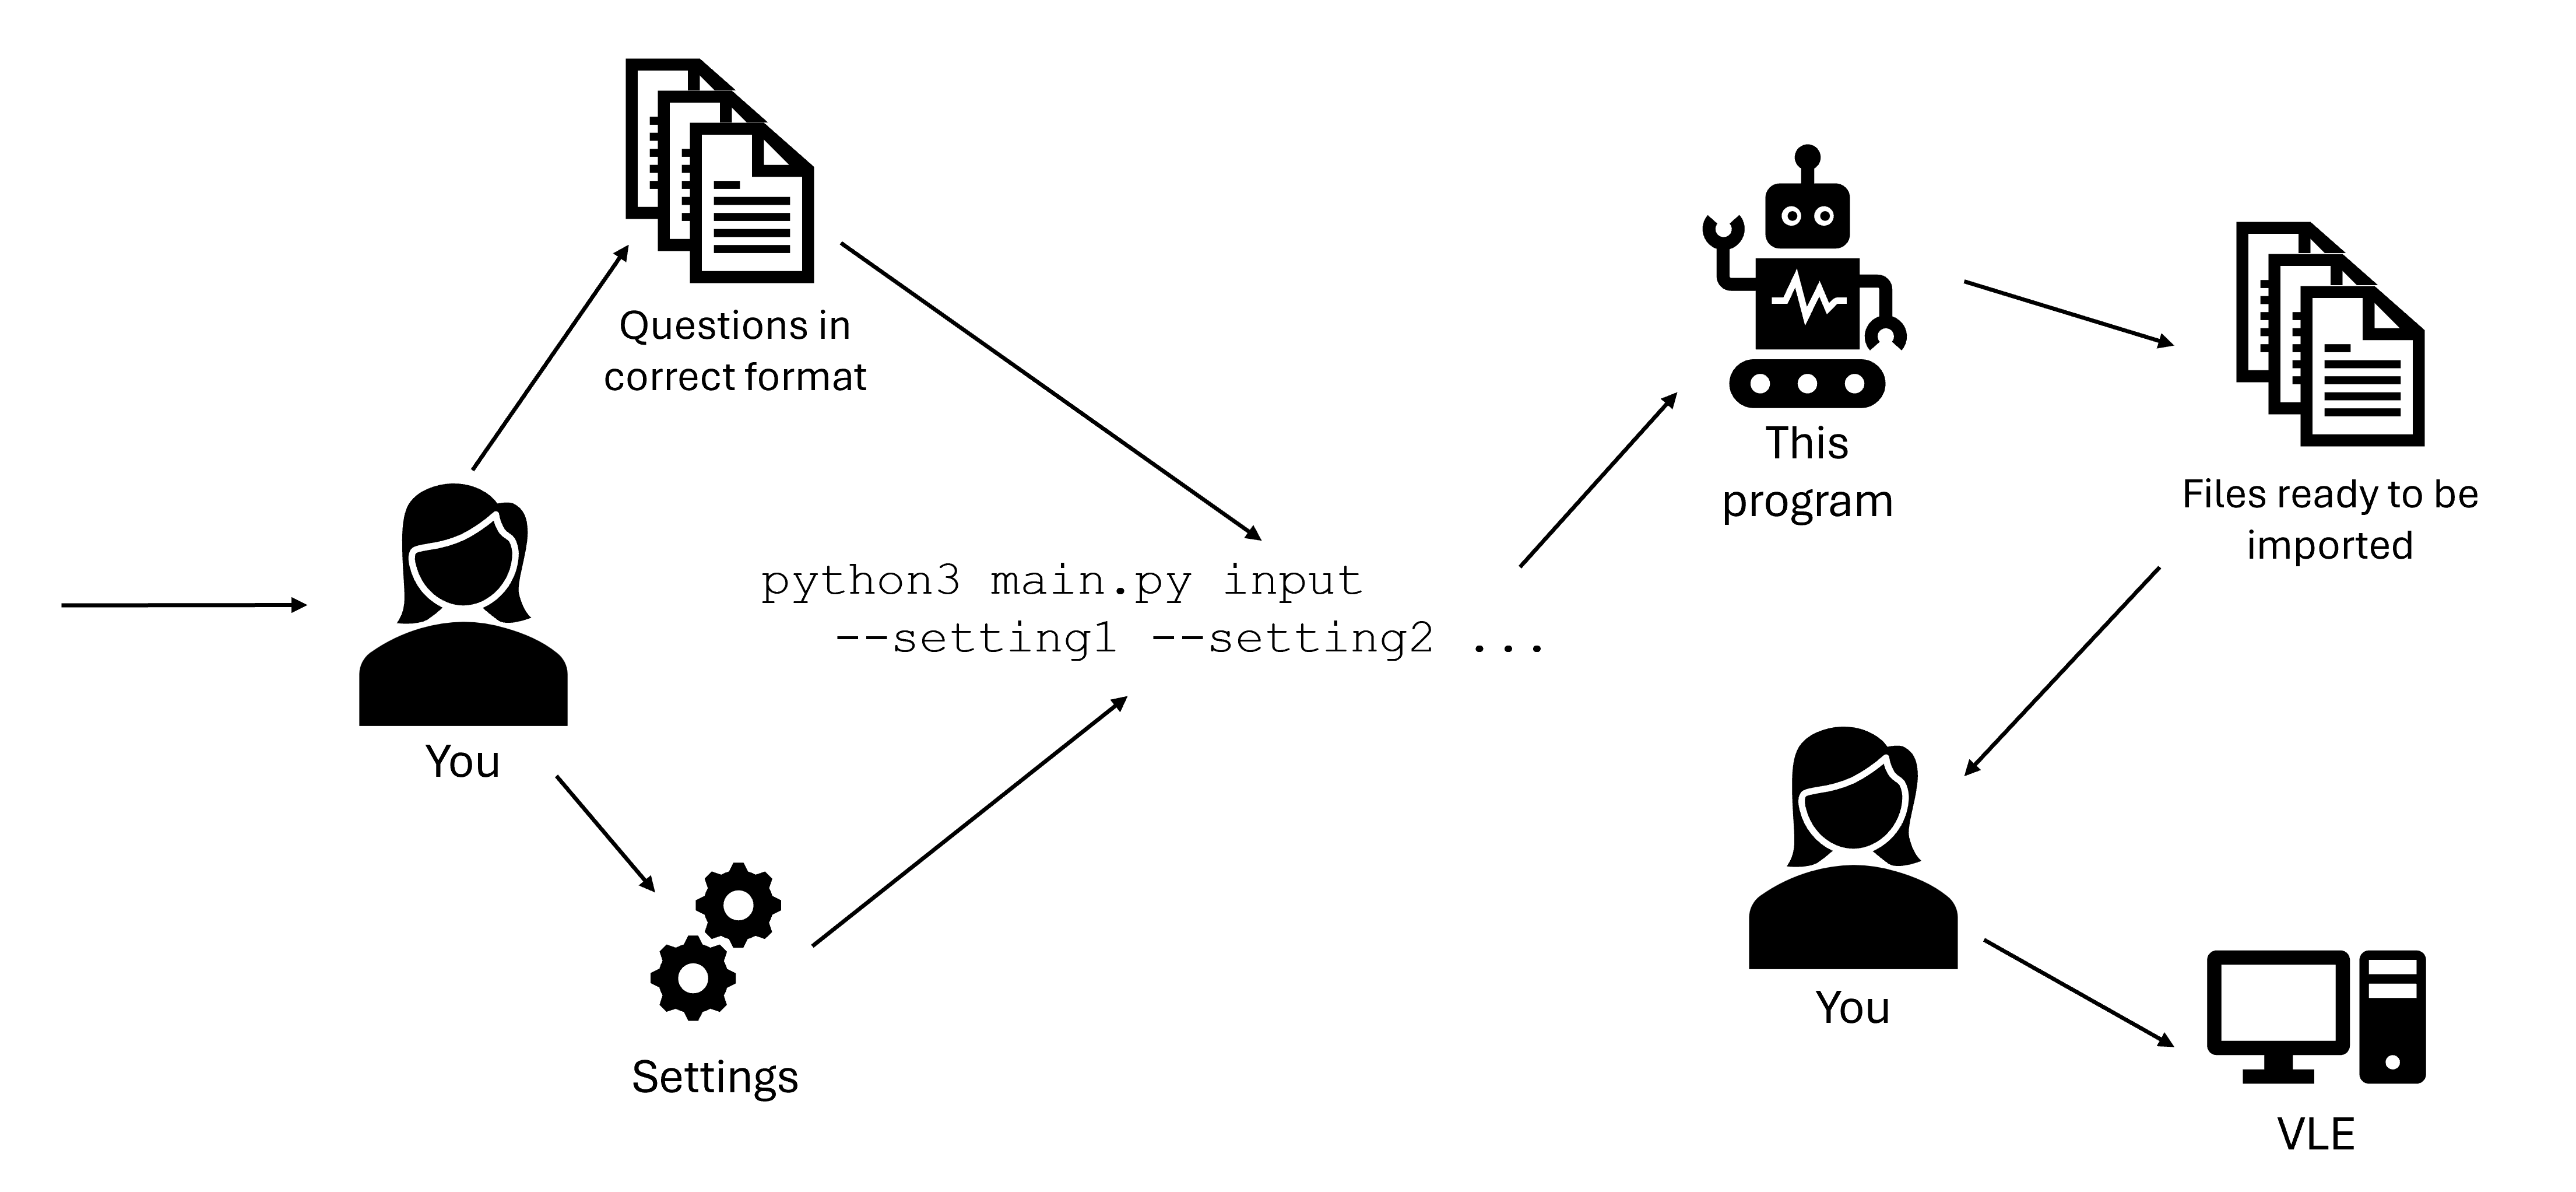 Questions in
correct format
You
Settings
python3 main.py input
--setting1 --setting2 ...
This
program
Files ready to be
imported
You
VLE